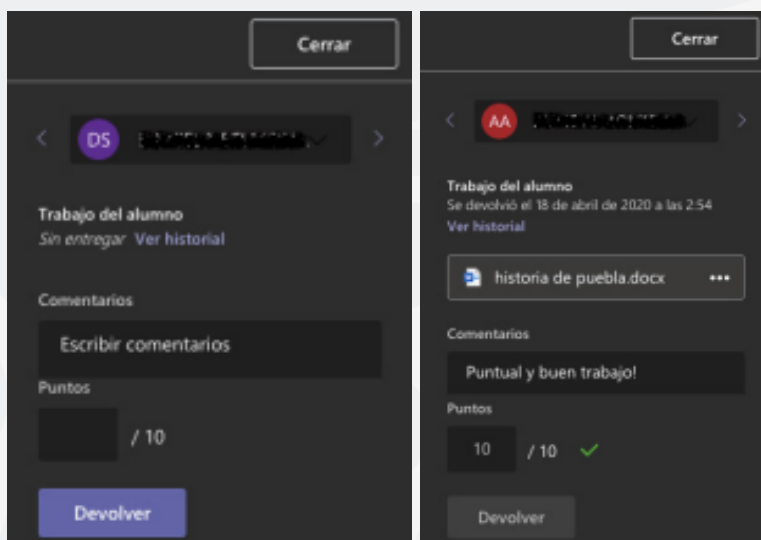 Cerrar
DS
Trabajo del alumno
Sin entregar Ver historial
Comentarios
Escribir comentarios
Puntos
/ 10
Devolver
Cerrar
AA
Trabajo del alumno
Se devolvió el 18 de abril de 2020 a las 2:54
Ver historial
historia de puebla.docx
Comentarios
Puntual y buen trabajo!
Puntos
10 / 10
Devolver